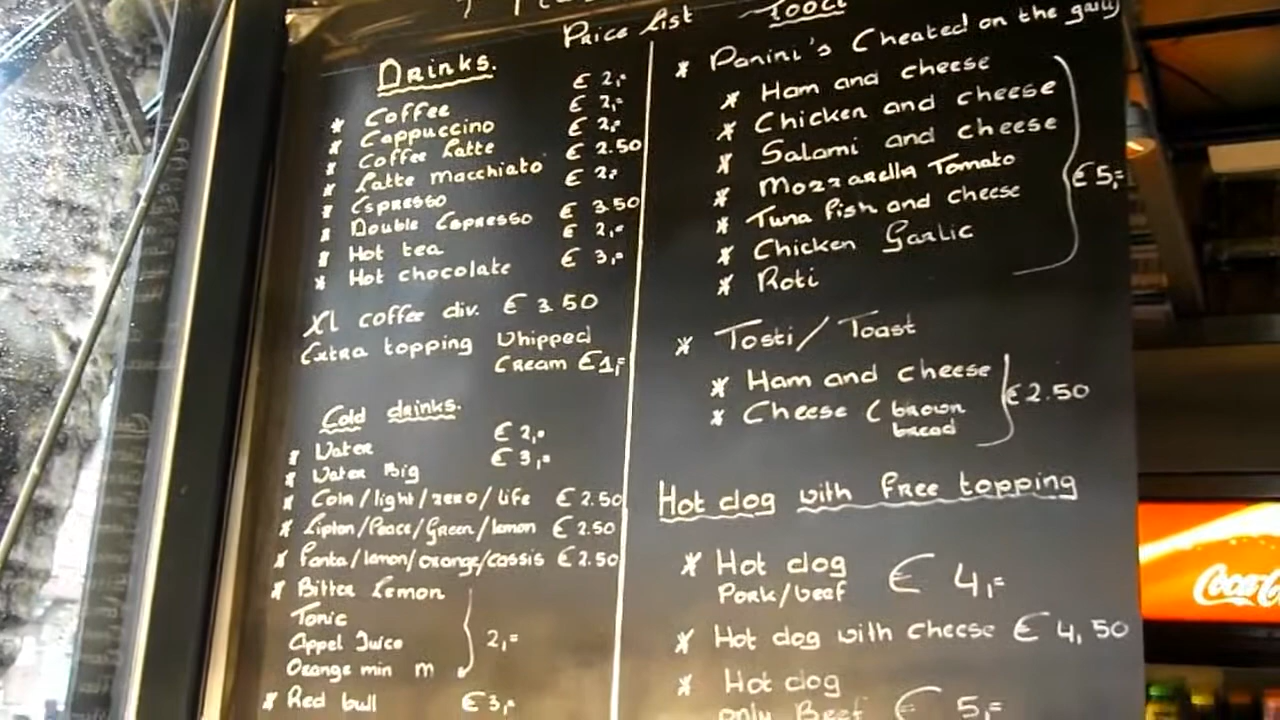 Price List
Drinks.
* Coffee € 2,=
* Cappuccino € 2,=
* Coffee Latte € 2,=
* Latte macchiato € 2.50
* Espresso € 2,=
* Double Espresso € 3.50
* Hot tea € 2,=
* Hot chocolate € 3,=
XL coffee div. € 3.50
Extra topping Whipped
Cream € 1,=
Cold drinks.
* Water € 2,=
* Water Big € 3,=
* Cola/light/zero/life € 2.50
* Lipton/Peace/Green/lemon € 2.50
* Fanta/lemon/orange/cassis € 2.50
* Bitter Lemon
Tonic
Appel Juice
Orange min m
2,=
* Red bull € 3,=
Food
* Panini's Cheated on the
* Ham and cheese
* Chicken and cheese
* Salami and cheese
* Mozzarella Tomato
* Tuna fish and cheese
* Chicken Garlic
* Roti
€ 5,=
* Tosti/Toast
* Ham and cheese
* Cheese (brown
bread
€ 2.50
Hot dog with free topping
* Hot dog € 4,=
Pork/beef
* Hot dog with cheese € 4,50
* Hot dog
only Beef € 5,=
Coca-Co